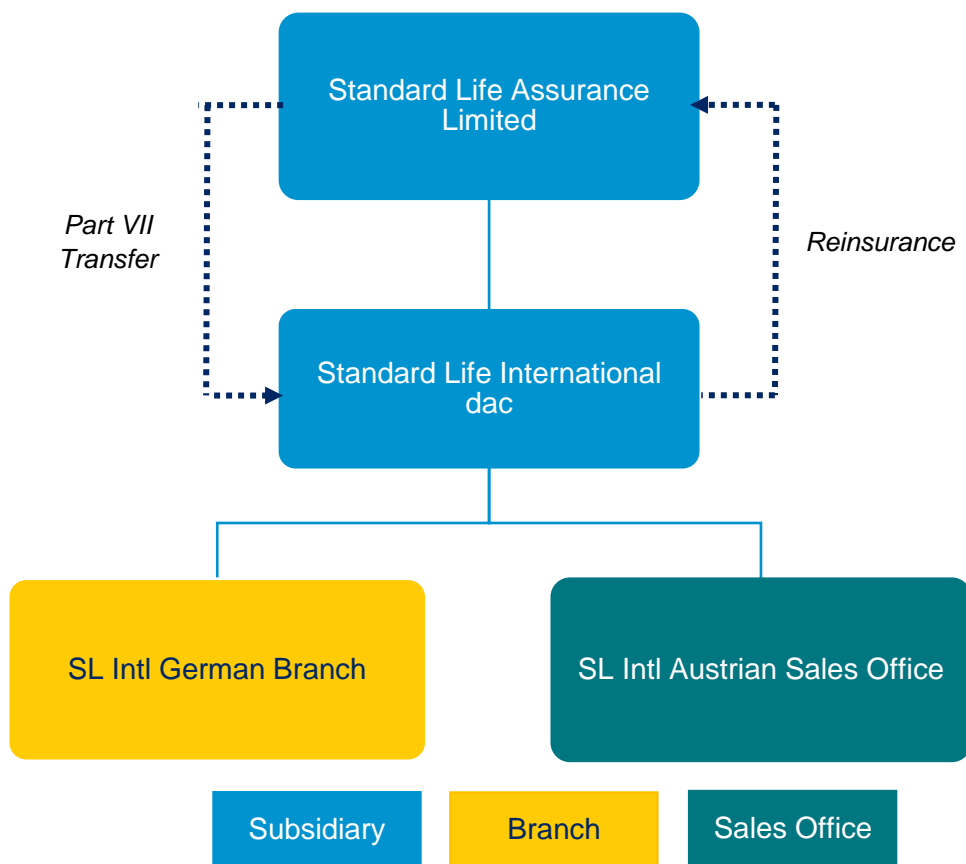 Standard Life Assurance
Limited
Part VII
Transfer
Reinsurance
Standard Life International
dac
SL Intl German Branch
SL Intl Austrian Sales Office
Subsidiary
Branch
Sales Office